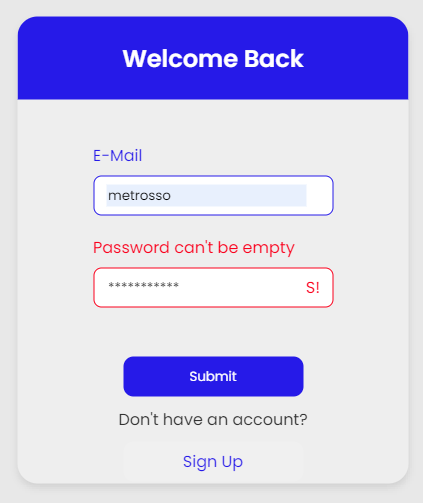 Welcome Back
E-Mail
metrosso
Password can't be empty
*********** S!
Submit
Don't have an account?
Sign Up